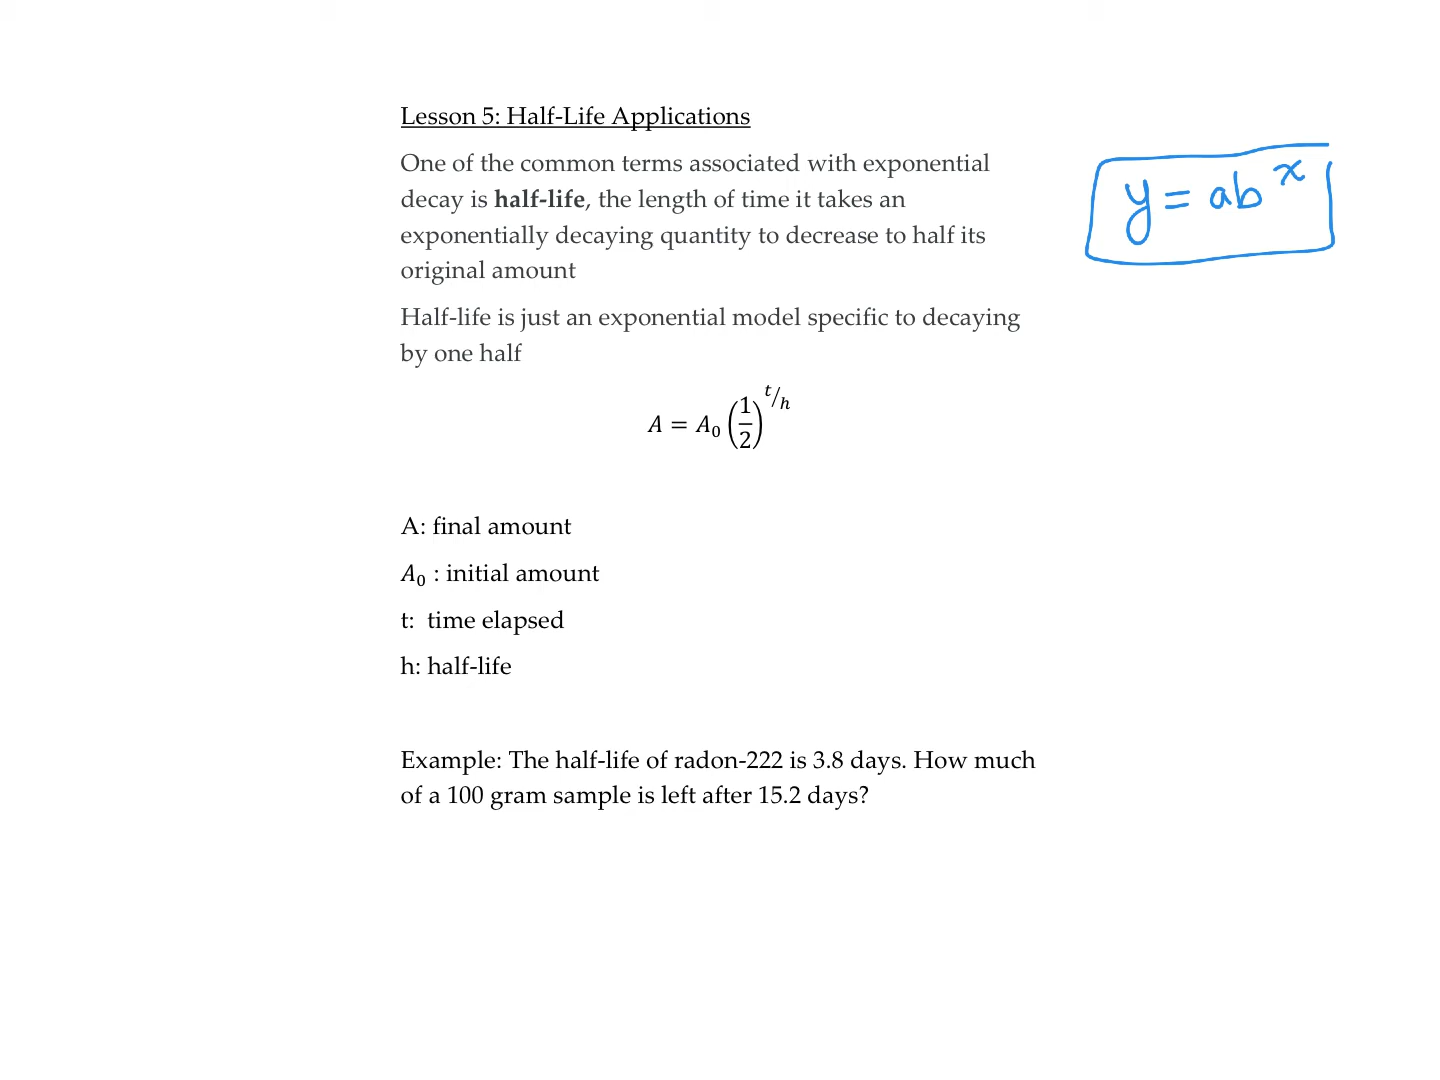 Lesson 5: Half-Life Applications
One of the common terms associated with exponential
decay is half-life, the length of time it takes an
exponentially decaying quantity to decrease to half its
original amount
y = ab^x
Half-life is just an exponential model specific to decaying
by one half
A = A₀ (1/2)^t/h
A: final amount
A₀ : initial amount
t:  time elapsed
h: half-life
Example: The half-life of radon-222 is 3.8 days. How much
of a 100 gram sample is left after 15.2 days?